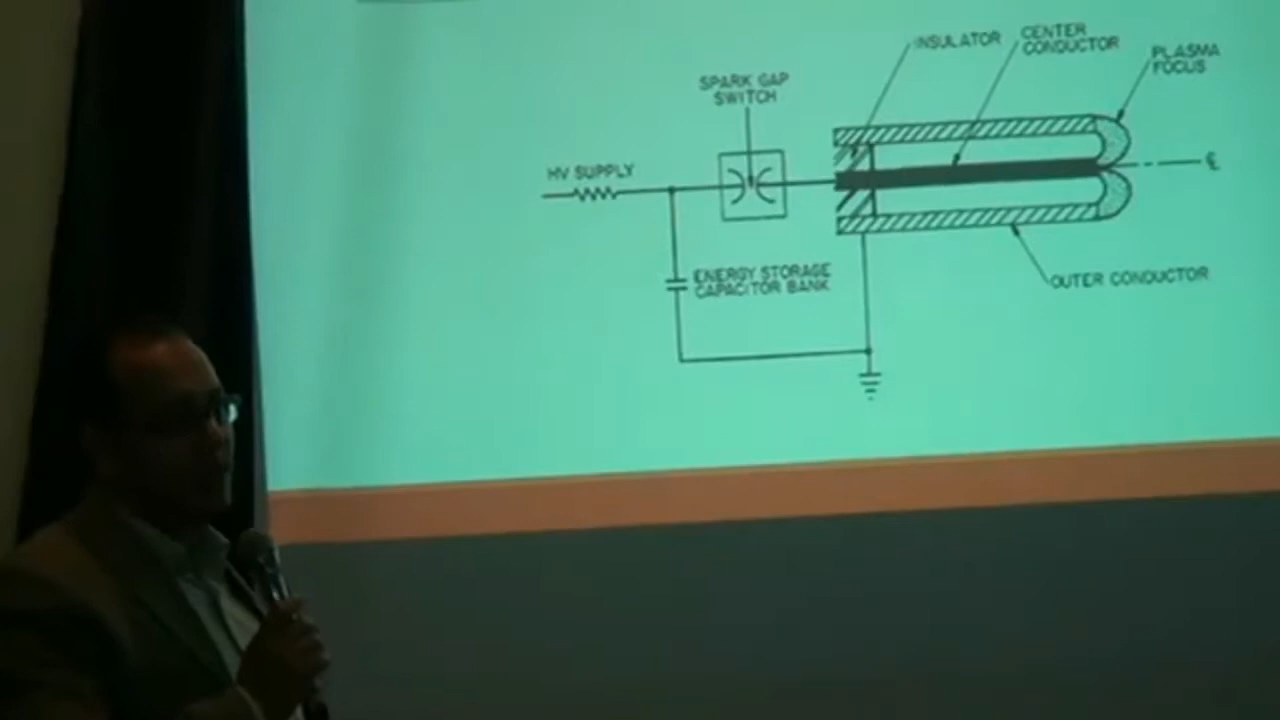 INSULATOR
CENTER
CONDUCTOR
PLASMA
FOCUS
SPARK GAP
SWITCH
HV SUPPLY
℄
ENERGY STORAGE
CAPACITOR BANK
OUTER CONDUCTOR